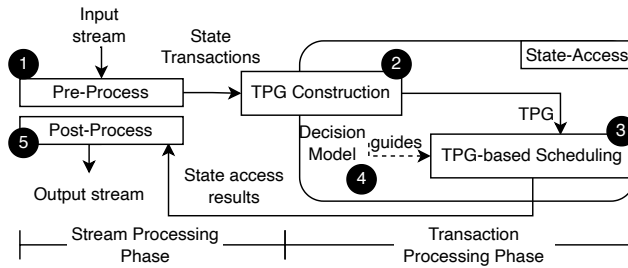 Input
stream
State
Transactions
1
2
State-Access
Pre-Process
TPG Construction
TPG
3
Post-Process
5
Decision
Model
guides
4
TPG-based Scheduling
Output stream
State access
results
Stream Processing
Phase
Transaction
Processing Phase